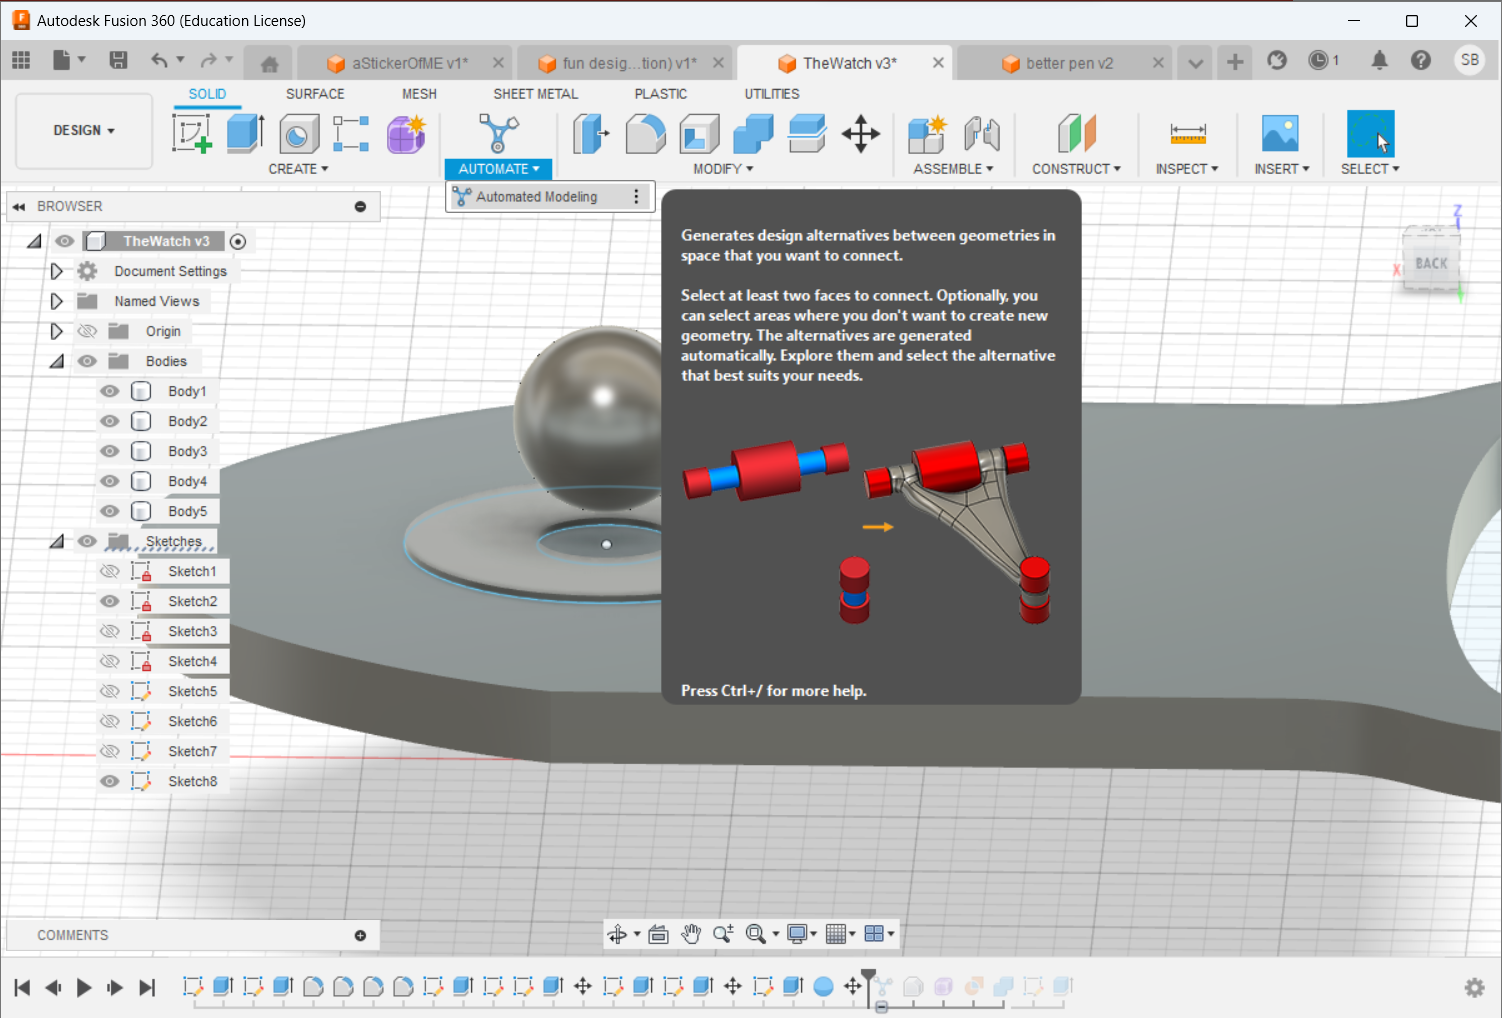 Autodesk Fusion 360 (Education License)
aStickerOfME v1*
fun desig...tion) v1*
TheWatch v3*
better pen v2
1
SB
SOLID
SURFACE
MESH
SHEET METAL
PLASTIC
UTILITIES
DESIGN
CREATE
AUTOMATE
MODIFY
ASSEMBLE
CONSTRUCT
INSPECT
INSERT
SELECT
Automated Modeling
BROWSER
TheWatch v3
Document Settings
Named Views
Origin
Bodies
Body1
Body2
Body3
Body4
Body5
Sketches
Sketch1
Sketch2
Sketch3
Sketch4
Sketch5
Sketch6
Sketch7
Sketch8
Generates design alternatives between geometries in
space that you want to connect.
Select at least two faces to connect. Optionally, you
can select areas where you don't want to create new
geometry. The alternatives are generated
automatically. Explore them and select the alternative
that best suits your needs.
Press Ctrl+/ for more help.
Z
X
BACK
COMMENTS